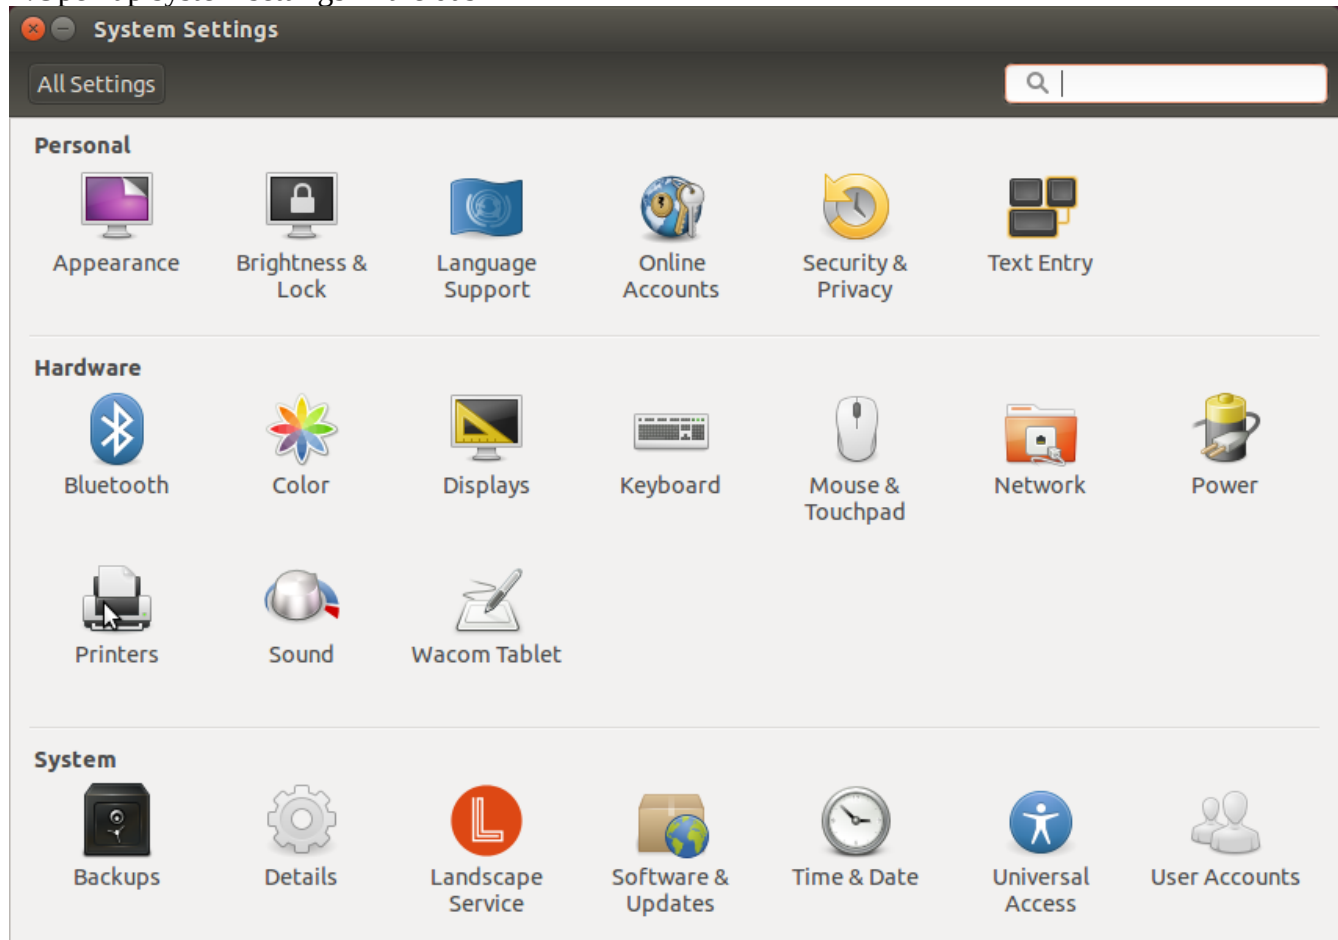 System Settings
All Settings
Personal
Appearance
Brightness &
Lock
Language
Support
Online
Accounts
Security &
Privacy
Text Entry
Hardware
Bluetooth
Color
Displays
Keyboard
Mouse &
Touchpad
Network
Power
Printers
Sound
Wacom Tablet
System
Backups
Details
Landscape
Service
Software &
Updates
Time & Date
Universal
Access
User Accounts